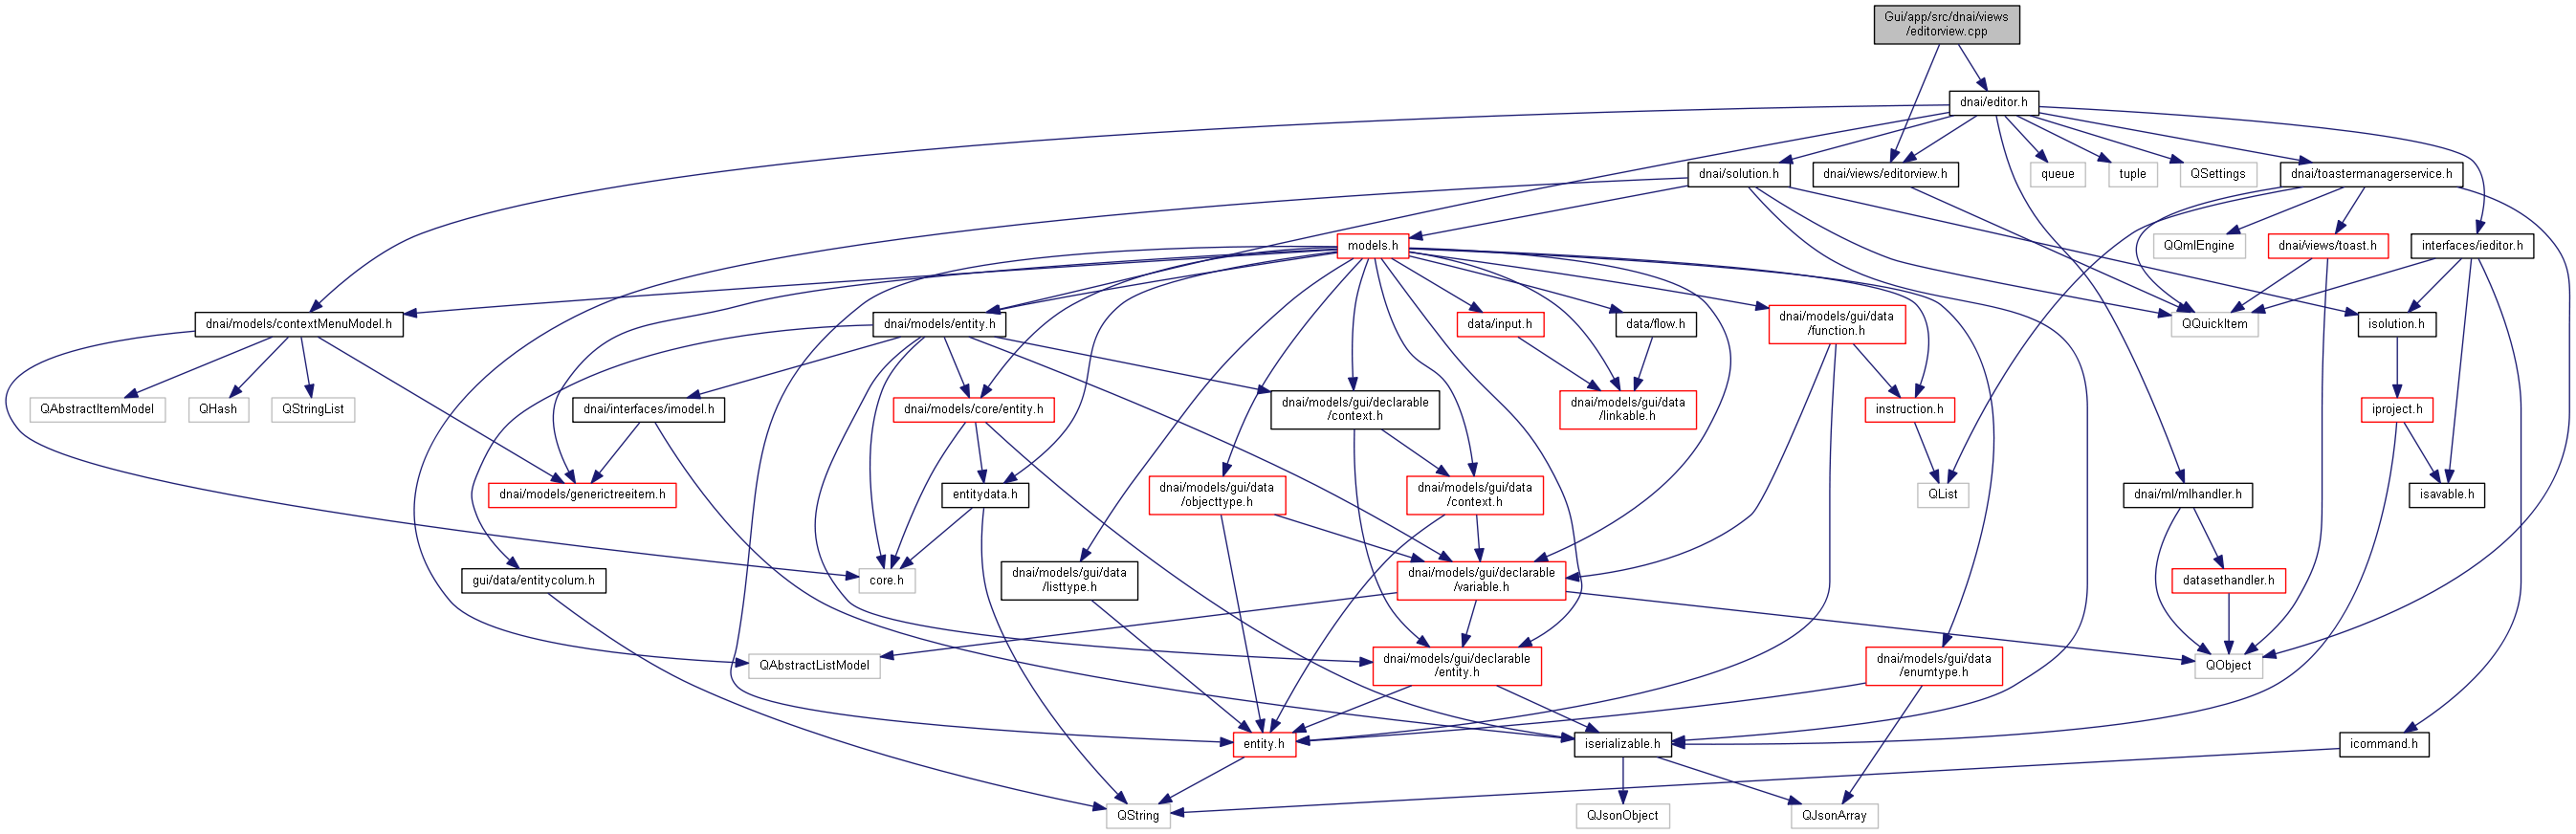 Gui/app/src/dnai/views
/editorview.cpp
dnai/editor.h
dnai/solution.h
dnai/views/editorview.h
queue
tuple
QSettings
dnai/toastermanagerservice.h
models.h
QQmlEngine
dnai/views/toast.h
interfaces/ieditor.h
dnai/models/contextMenuModel.h
dnai/models/entity.h
data/input.h
data/flow.h
dnai/models/gui/data
/function.h
QQuickItem
isolution.h
QAbstractItemModel
QHash
QStringList
dnai/interfaces/imodel.h
dnai/models/core/entity.h
dnai/models/gui/declarable
/context.h
dnai/models/gui/data
/linkable.h
instruction.h
iproject.h
dnai/models/generictreeitem.h
entitydata.h
dnai/models/gui/data
/objecttype.h
dnai/models/gui/data
/context.h
QList
dnai/ml/mlhandler.h
isavable.h
gui/data/entitycolum.h
core.h
dnai/models/gui/data
/listtype.h
dnai/models/gui/declarable
/variable.h
datasethandler.h
QAbstractListModel
dnai/models/gui/declarable
/entity.h
dnai/models/gui/data
/enumtype.h
QObject
entity.h
iserializable.h
icommand.h
QString
QJsonObject
QJsonArray